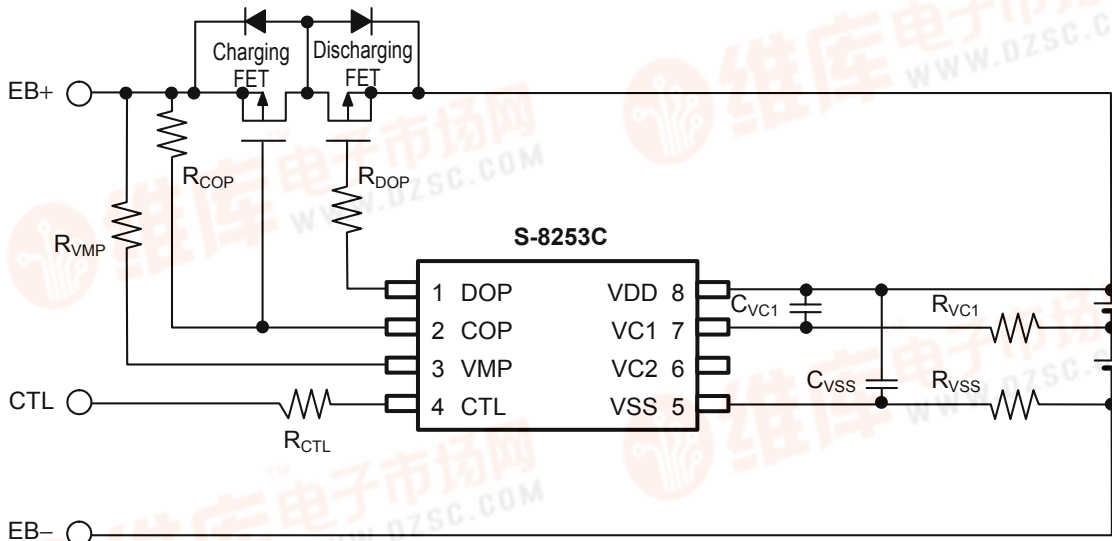 Charging
FET
Discharging
FET
EB+
RCOP
RDOP
RVMP
S-8253C
1 DOP
2 COP
3 VMP
4 CTL
VDD 8
VC1 7
VC2 6
VSS 5
CVC1
RVC1
CVSS
RVSS
CTL
RCTL
EB−
维库电子市场网
WWW.DZSC.COM
TM